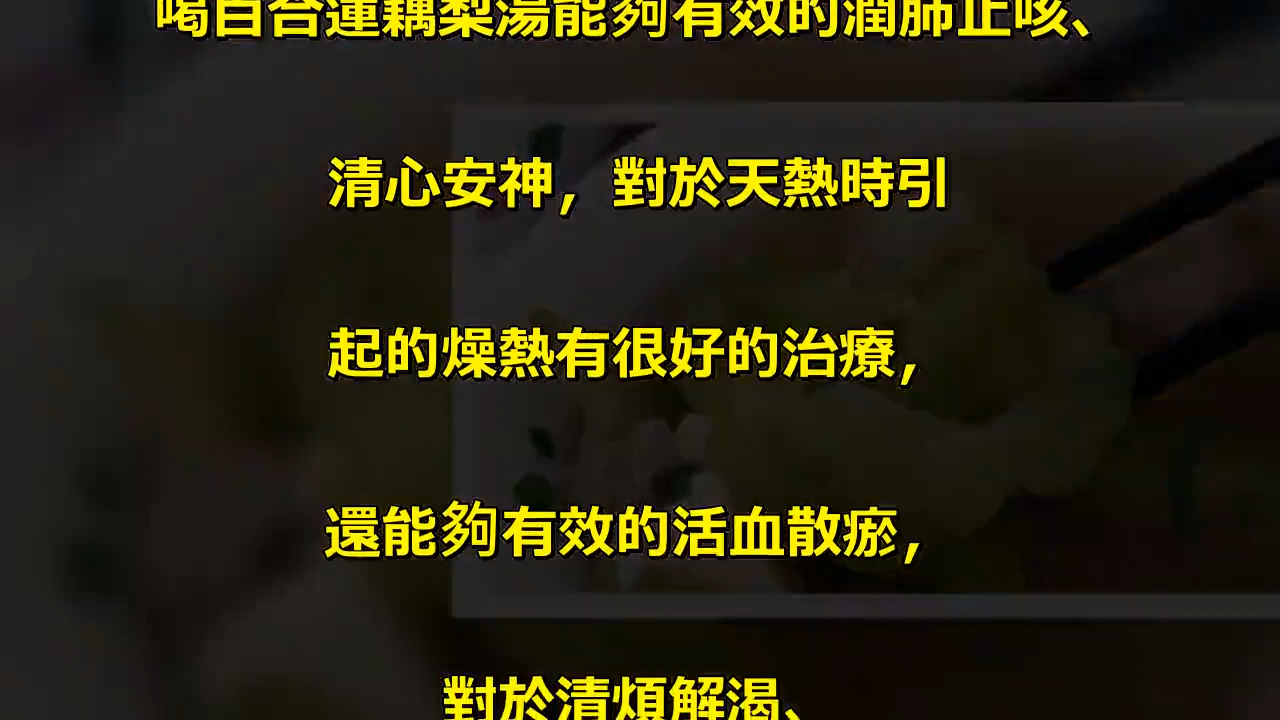 喝百合蓮藕梨湯能夠有效的潤肺止咳、
清心安神，對於天熱時引
起的燥熱有很好的治療，
還能夠有效的活血散瘀，
對於清煩解渴、